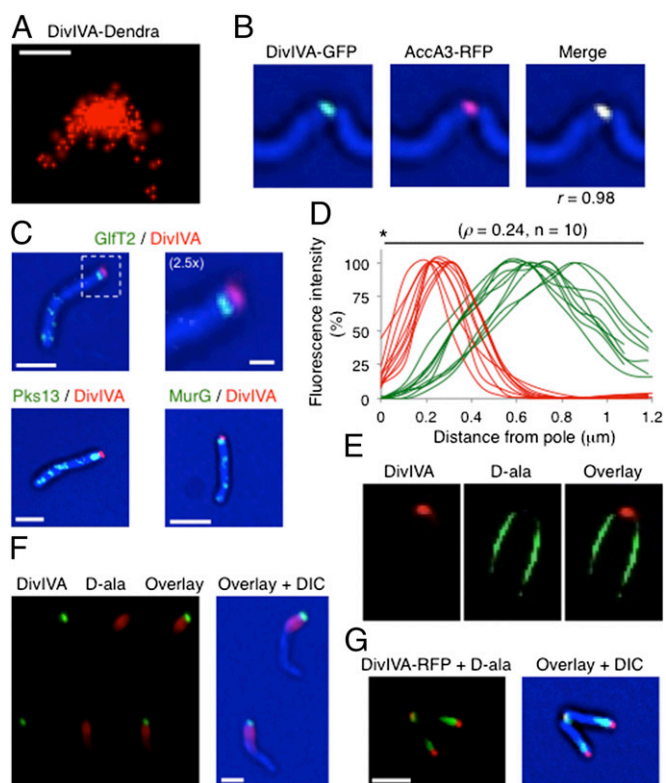 A
DivIVA-Dendra
B
DivIVA-GFP AccA3-RFP Merge
r = 0.98
C
GlfT2 / DivIVA
(2.5x)
Pks13 / DivIVA MurG / DivIVA
D
* (ρ = 0.24, n = 10)
Fluorescence intensity
(%)
100
75
50
25
0
0 0.2 0.4 0.6 0.8 1 1.2
Distance from pole (μm)
E
DivIVA D-ala Overlay
F
DivIVA D-ala Overlay Overlay + DIC
G
DivIVA-RFP + D-ala Overlay + DIC